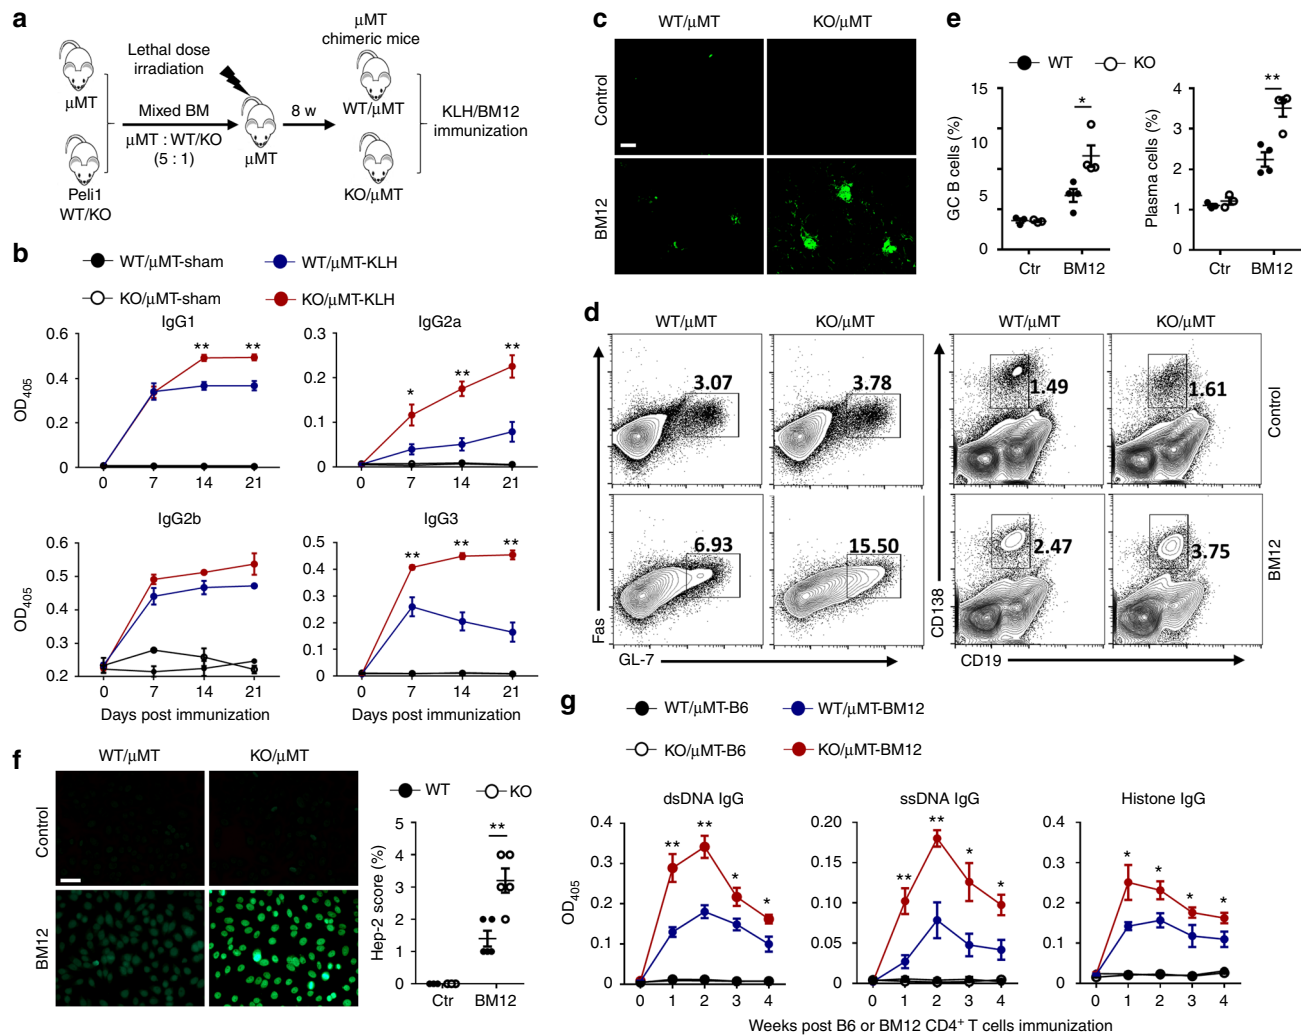 a
Lethal dose
irradiation
μMT
Mixed BM
μMT : WT/KO
(5 : 1)
Peli1
WT/KO
μMT
8 w
μMT
chimeric mice
WT/μMT
KO/μMT
KLH/BM12
immunization
b
WT/μMT-sham
WT/μMT-KLH
KO/μMT-sham
KO/μMT-KLH
IgG1
OD405
0.6
0.4
0.2
0
**
**
0 7 14 21
IgG2a
0.3
0.2
0.1
0
*
**
**
0 7 14 21
IgG2b
OD405
0.6
0.5
0.4
0.3
0.2
0 7 14 21
Days post immunization
IgG3
0.5
0.4
0.3
0.2
0.1
0
**
**
**
0 7 14 21
Days post immunization
c
WT/μMT
KO/μMT
Control
BM12
d
WT/μMT
KO/μMT
WT/μMT
KO/μMT
3.07
3.78
1.49
1.61
Control
6.93
15.50
2.47
3.75
BM12
Fas
GL-7
CD138
CD19
e
WT
KO
GC B cells (%)
15
10
5
5
0
*
Ctr
BM12
Plasma cells (%)
4
3
2
1
0
**
Ctr
BM12
f
WT/μMT
KO/μMT
Control
BM12
WT
KO
Hep-2 score (%)
5
4
3
2
1
0
**
Ctr
BM12
g
WT/μMT-B6
WT/μMT-BM12
KO/μMT-B6
KO/μMT-BM12
dsDNA IgG
OD405
0.4
0.3
0.2
0.1
0
**
**
*
*
0 1 2 3 4
ssDNA IgG
0.20
0.15
0.10
0.05
0
**
**
*
*
0 1 2 3 4
Histone IgG
0.4
0.3
0.2
0.1
0
*
*
*
*
0 1 2 3 4
Weeks post B6 or BM12 CD4+ T cells immunization